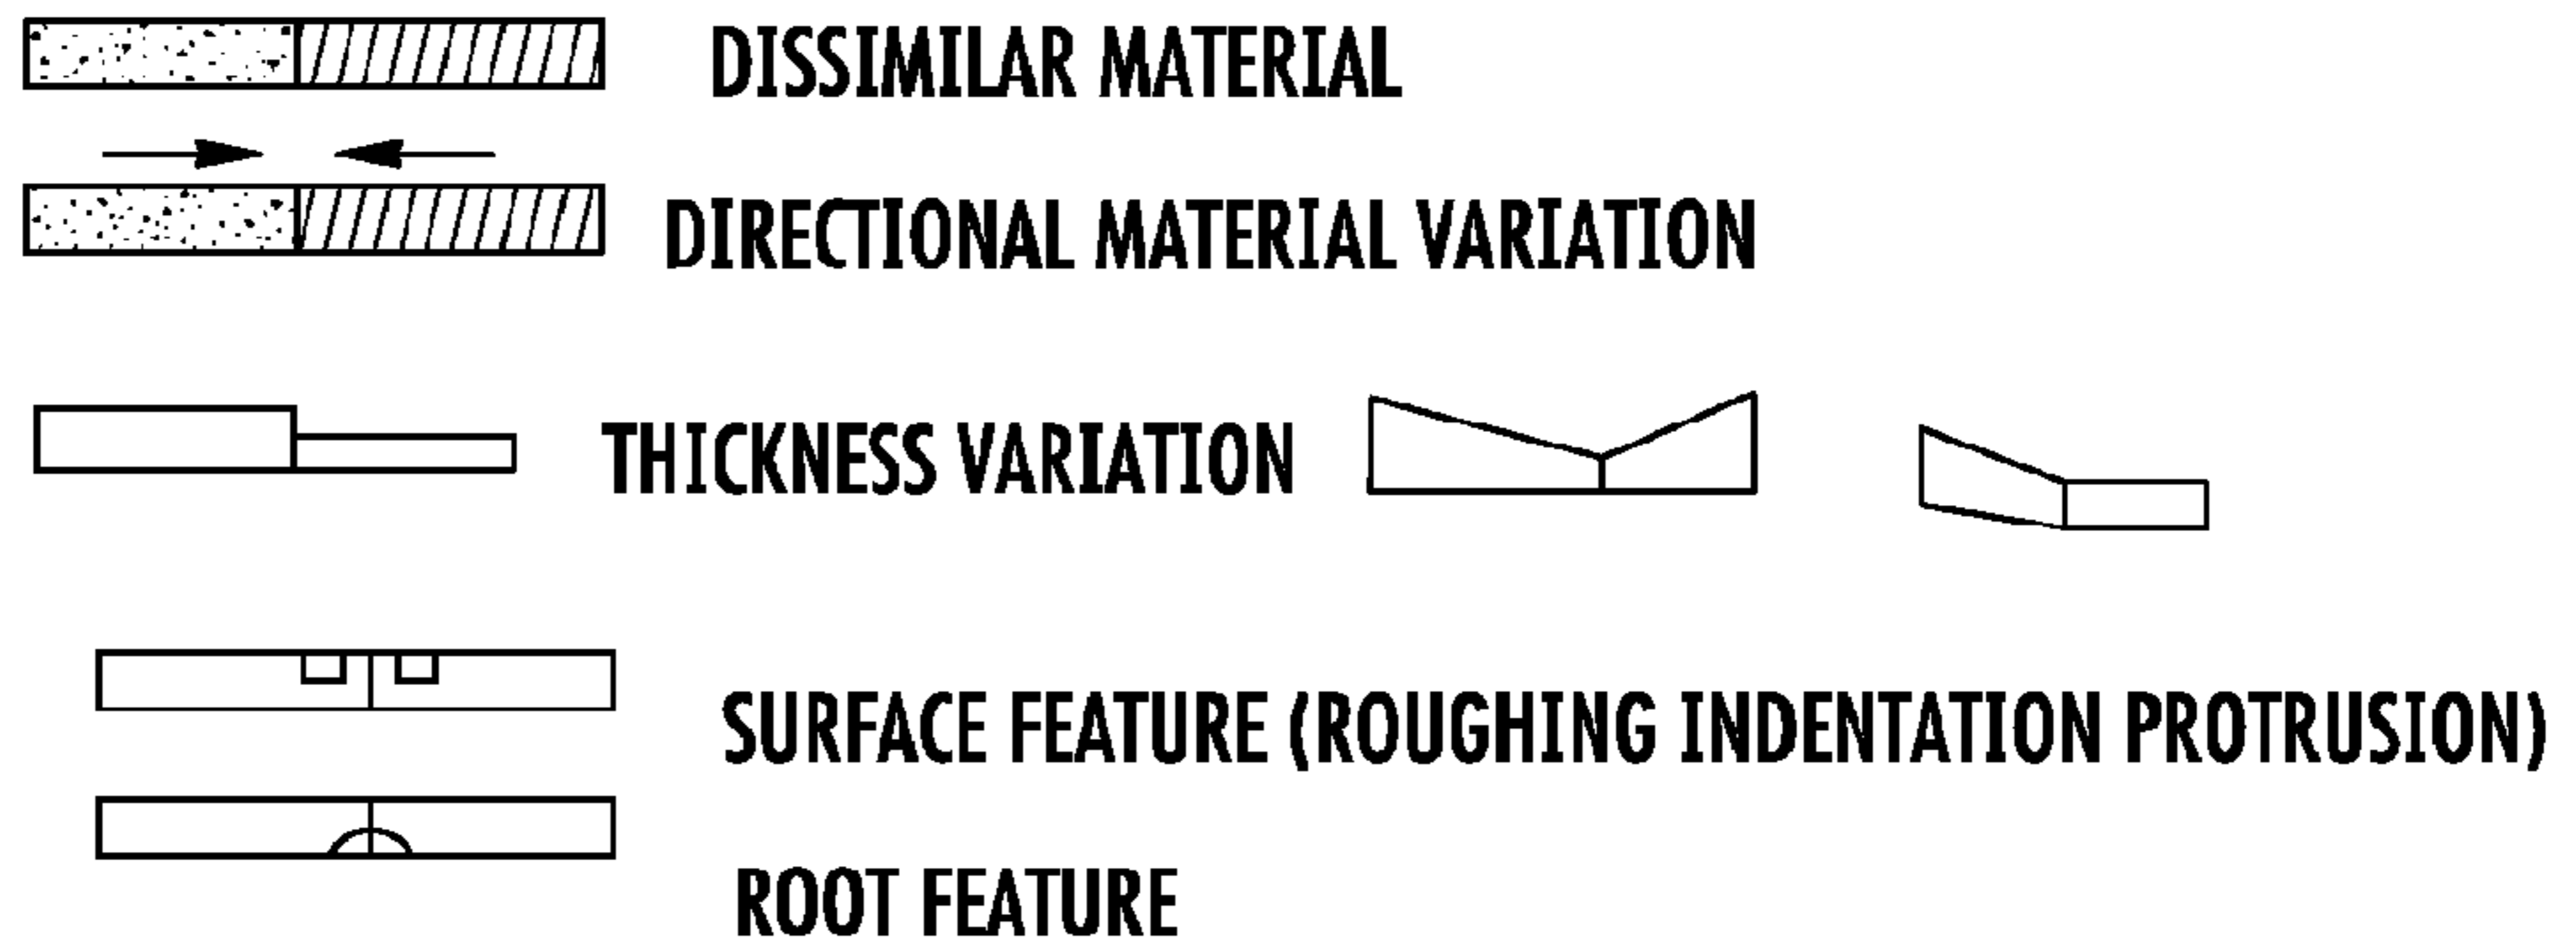 DISSIMILAR MATERIAL
DIRECTIONAL MATERIAL VARIATION
THICKNESS VARIATION
SURFACE FEATURE (ROUGHING INDENTATION PROTRUSION)
ROOT FEATURE